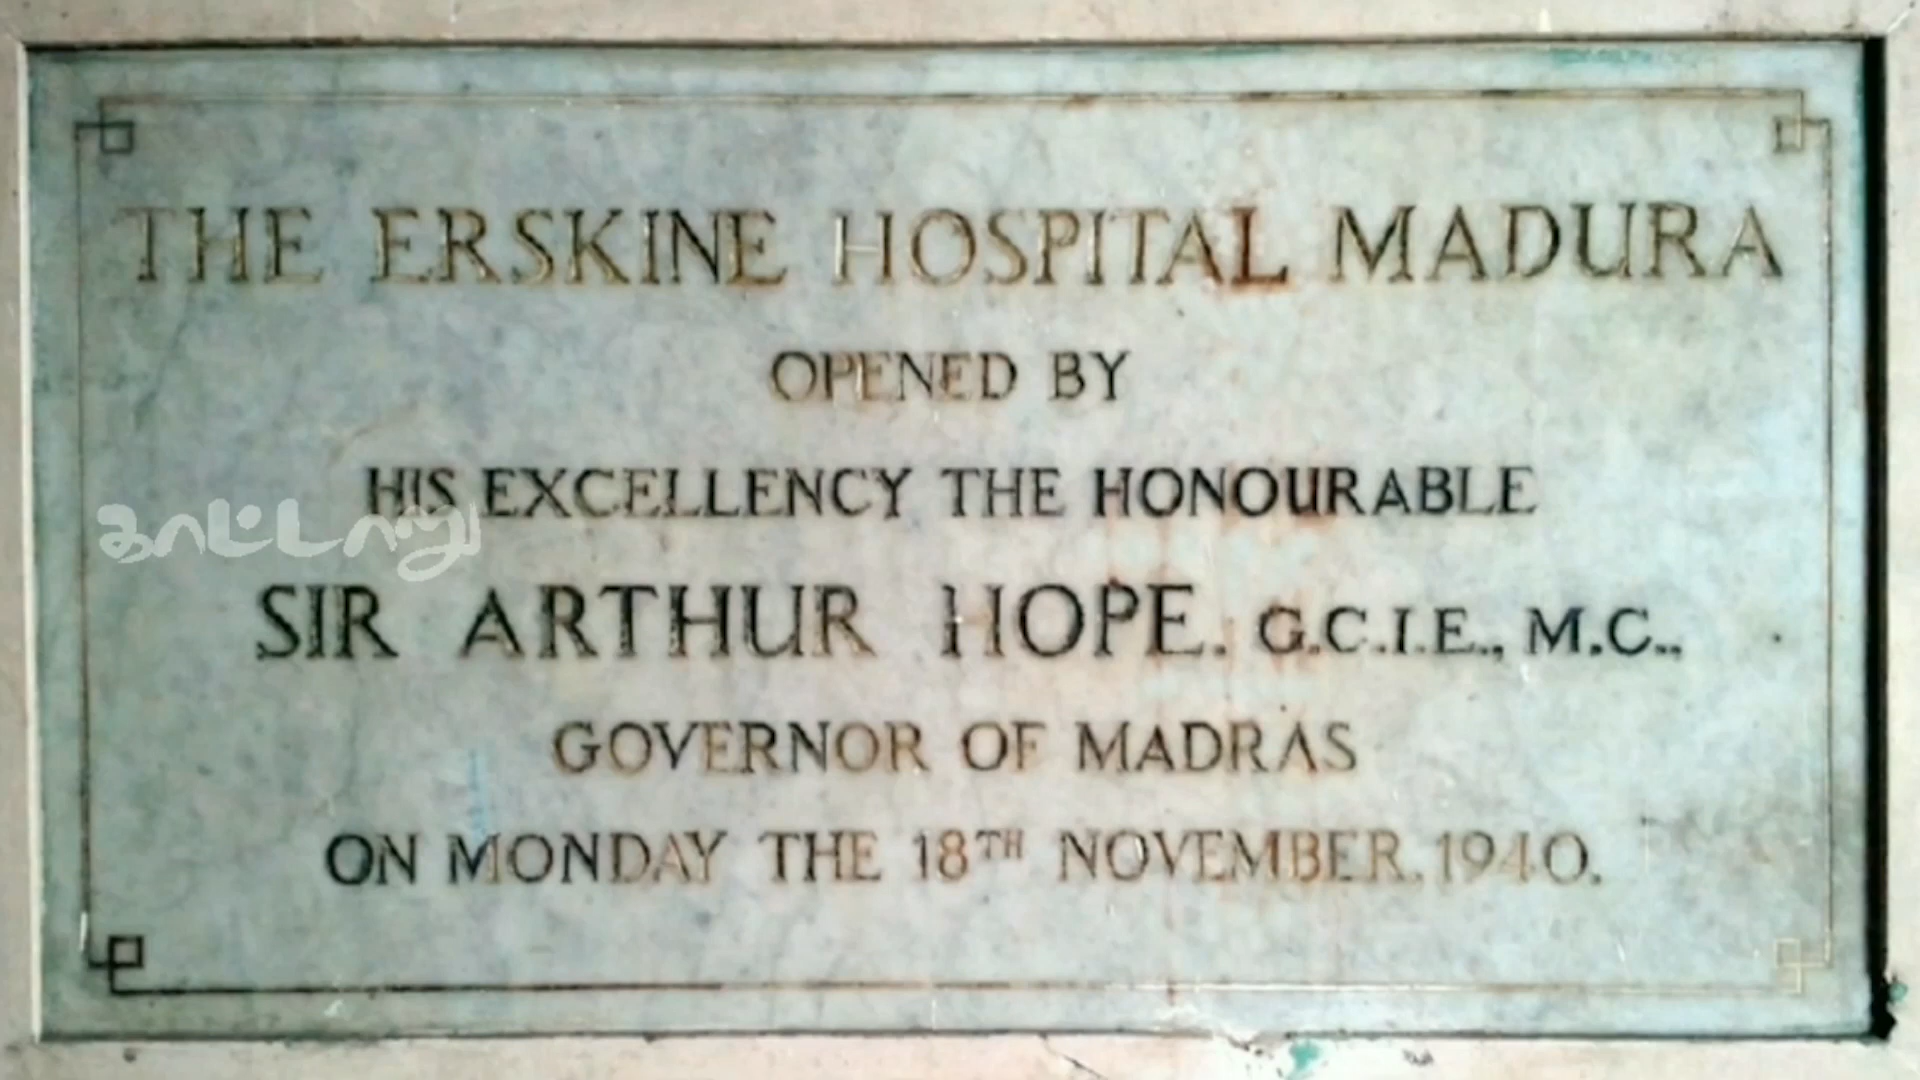 THE ERSKINE HOSPITAL MADURA
OPENED BY
HIS EXCELLENCY THE HONOURABLE
காட்டாறு
SIR ARTHUR HOPE. G.C.I.E., M.C.,
GOVERNOR OF MADRAS
ON MONDAY THE 18TH NOVEMBER. 1940.